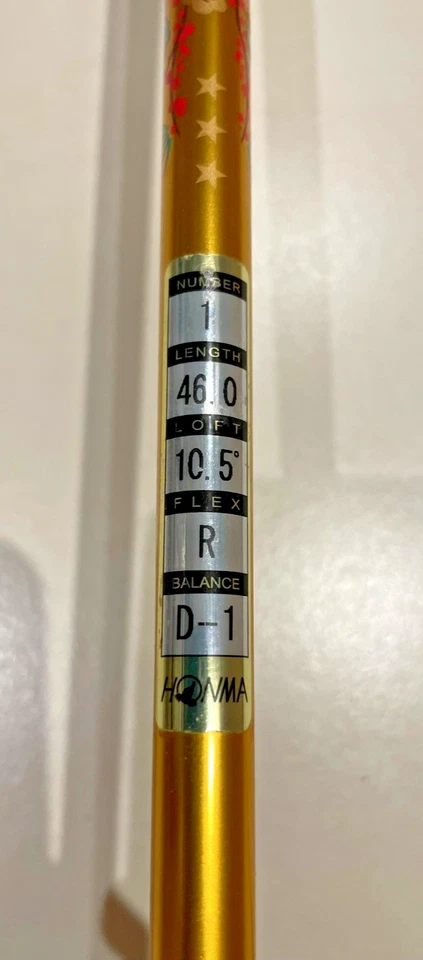 NUMBER
1
LENGTH
46.0
LOFT
10.5°
FLEX
R
BALANCE
D-1
HONMA